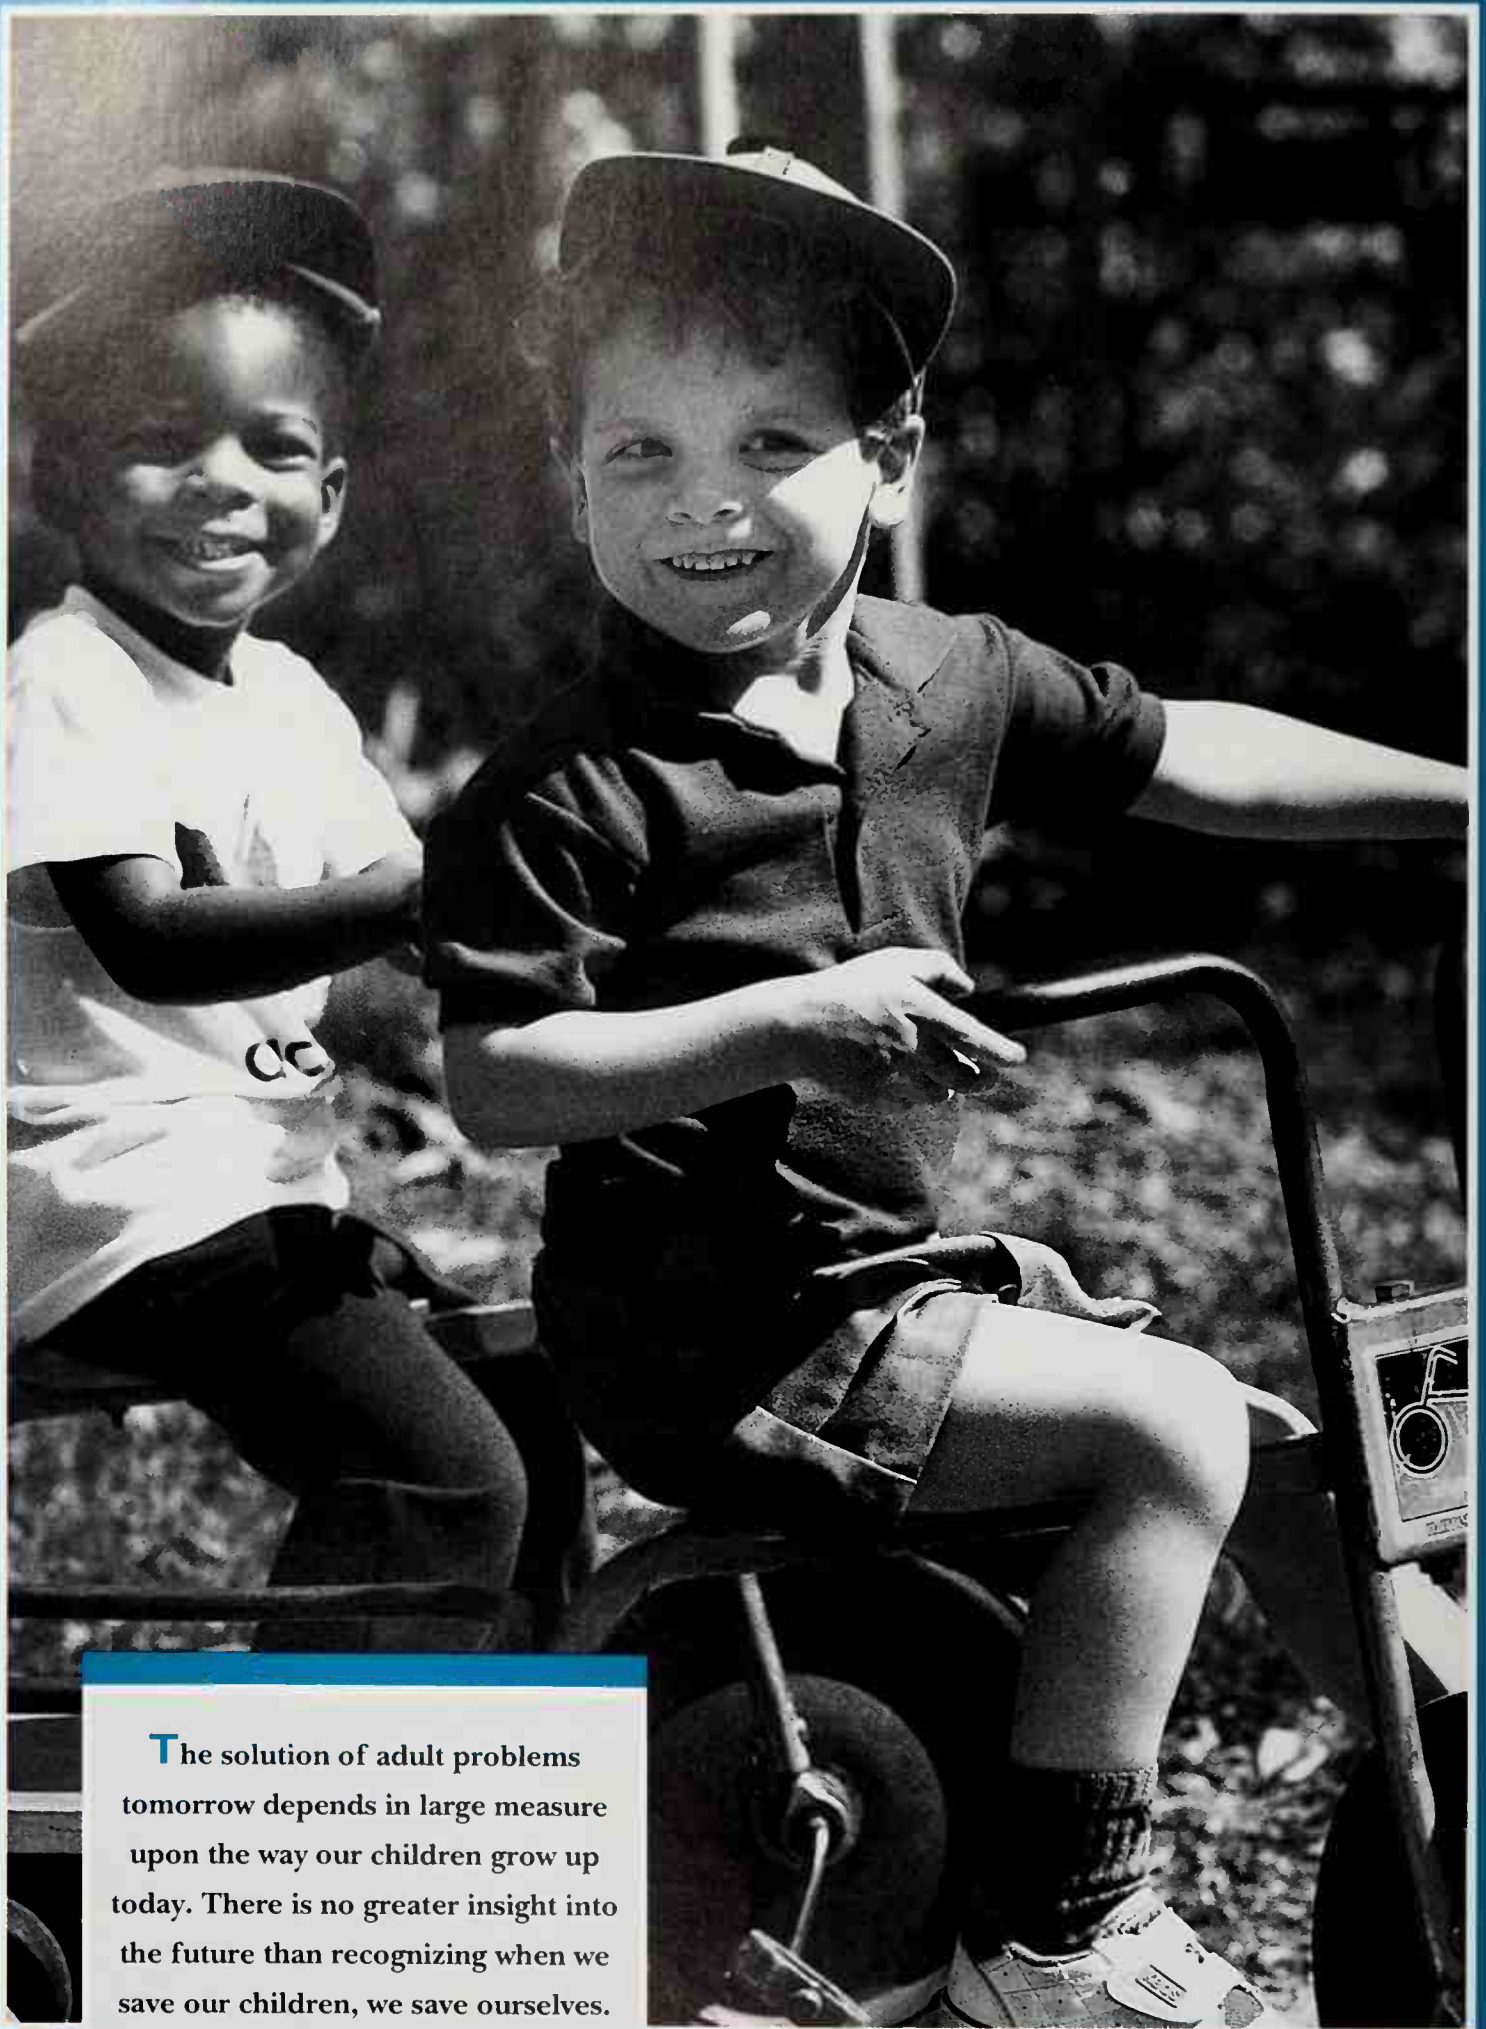 The solution of adult problems
tomorrow depends in large measure
upon the way our children grow up
today. There is no greater insight into
the future than recognizing when we
save our children, we save ourselves.